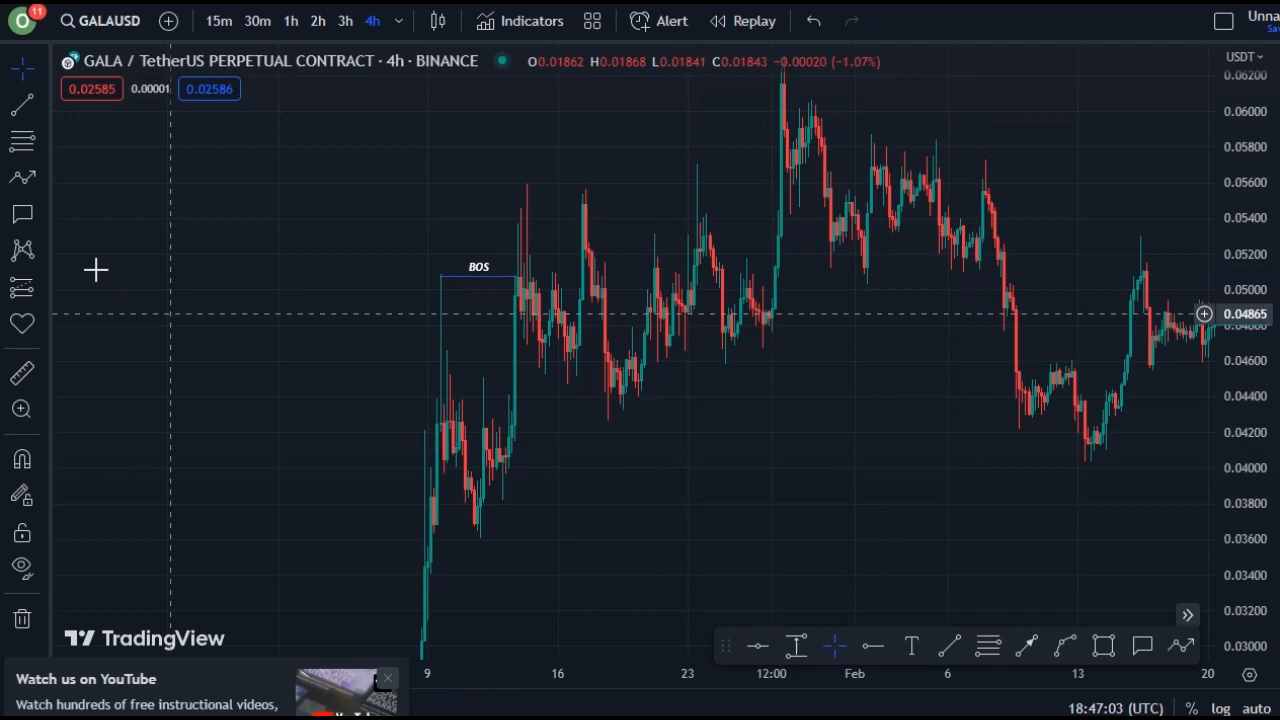 O 11 GALAUSD 15m 30m 1h 2h 3h 4h Indicators Alert Replay
GALA / TetherUS PERPETUAL CONTRACT · 4h · BINANCE O0.01862 H0.01868 L0.01841 C0.01843 −0.00020 (−1.07%) USDT
0.02585 0.00001 0.02586
0.06200
0.06000
0.05800
0.05600
0.05400
0.05200
BOS
0.05000
0.04865
0.04800
0.04600
0.04400
0.04200
0.04000
0.03800
0.03600
0.03400
0.03200
TradingView
0.03000
9 16 23 12:00 Feb 6 13 20
Watch us on YouTube
Watch hundreds of free instructional videos,
18:47:03 (UTC) % log auto